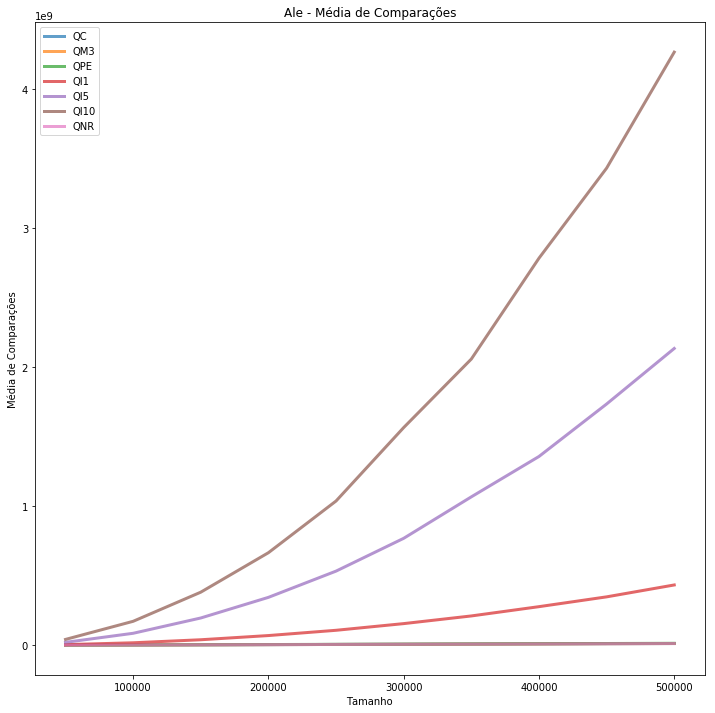 Ale - Média de Comparações
1e9
QC
QM3
QPE
QI1
QI5
QI10
QNR
4
3
2
1
0
Média de Comparações
100000 200000 300000 400000 500000
Tamanho